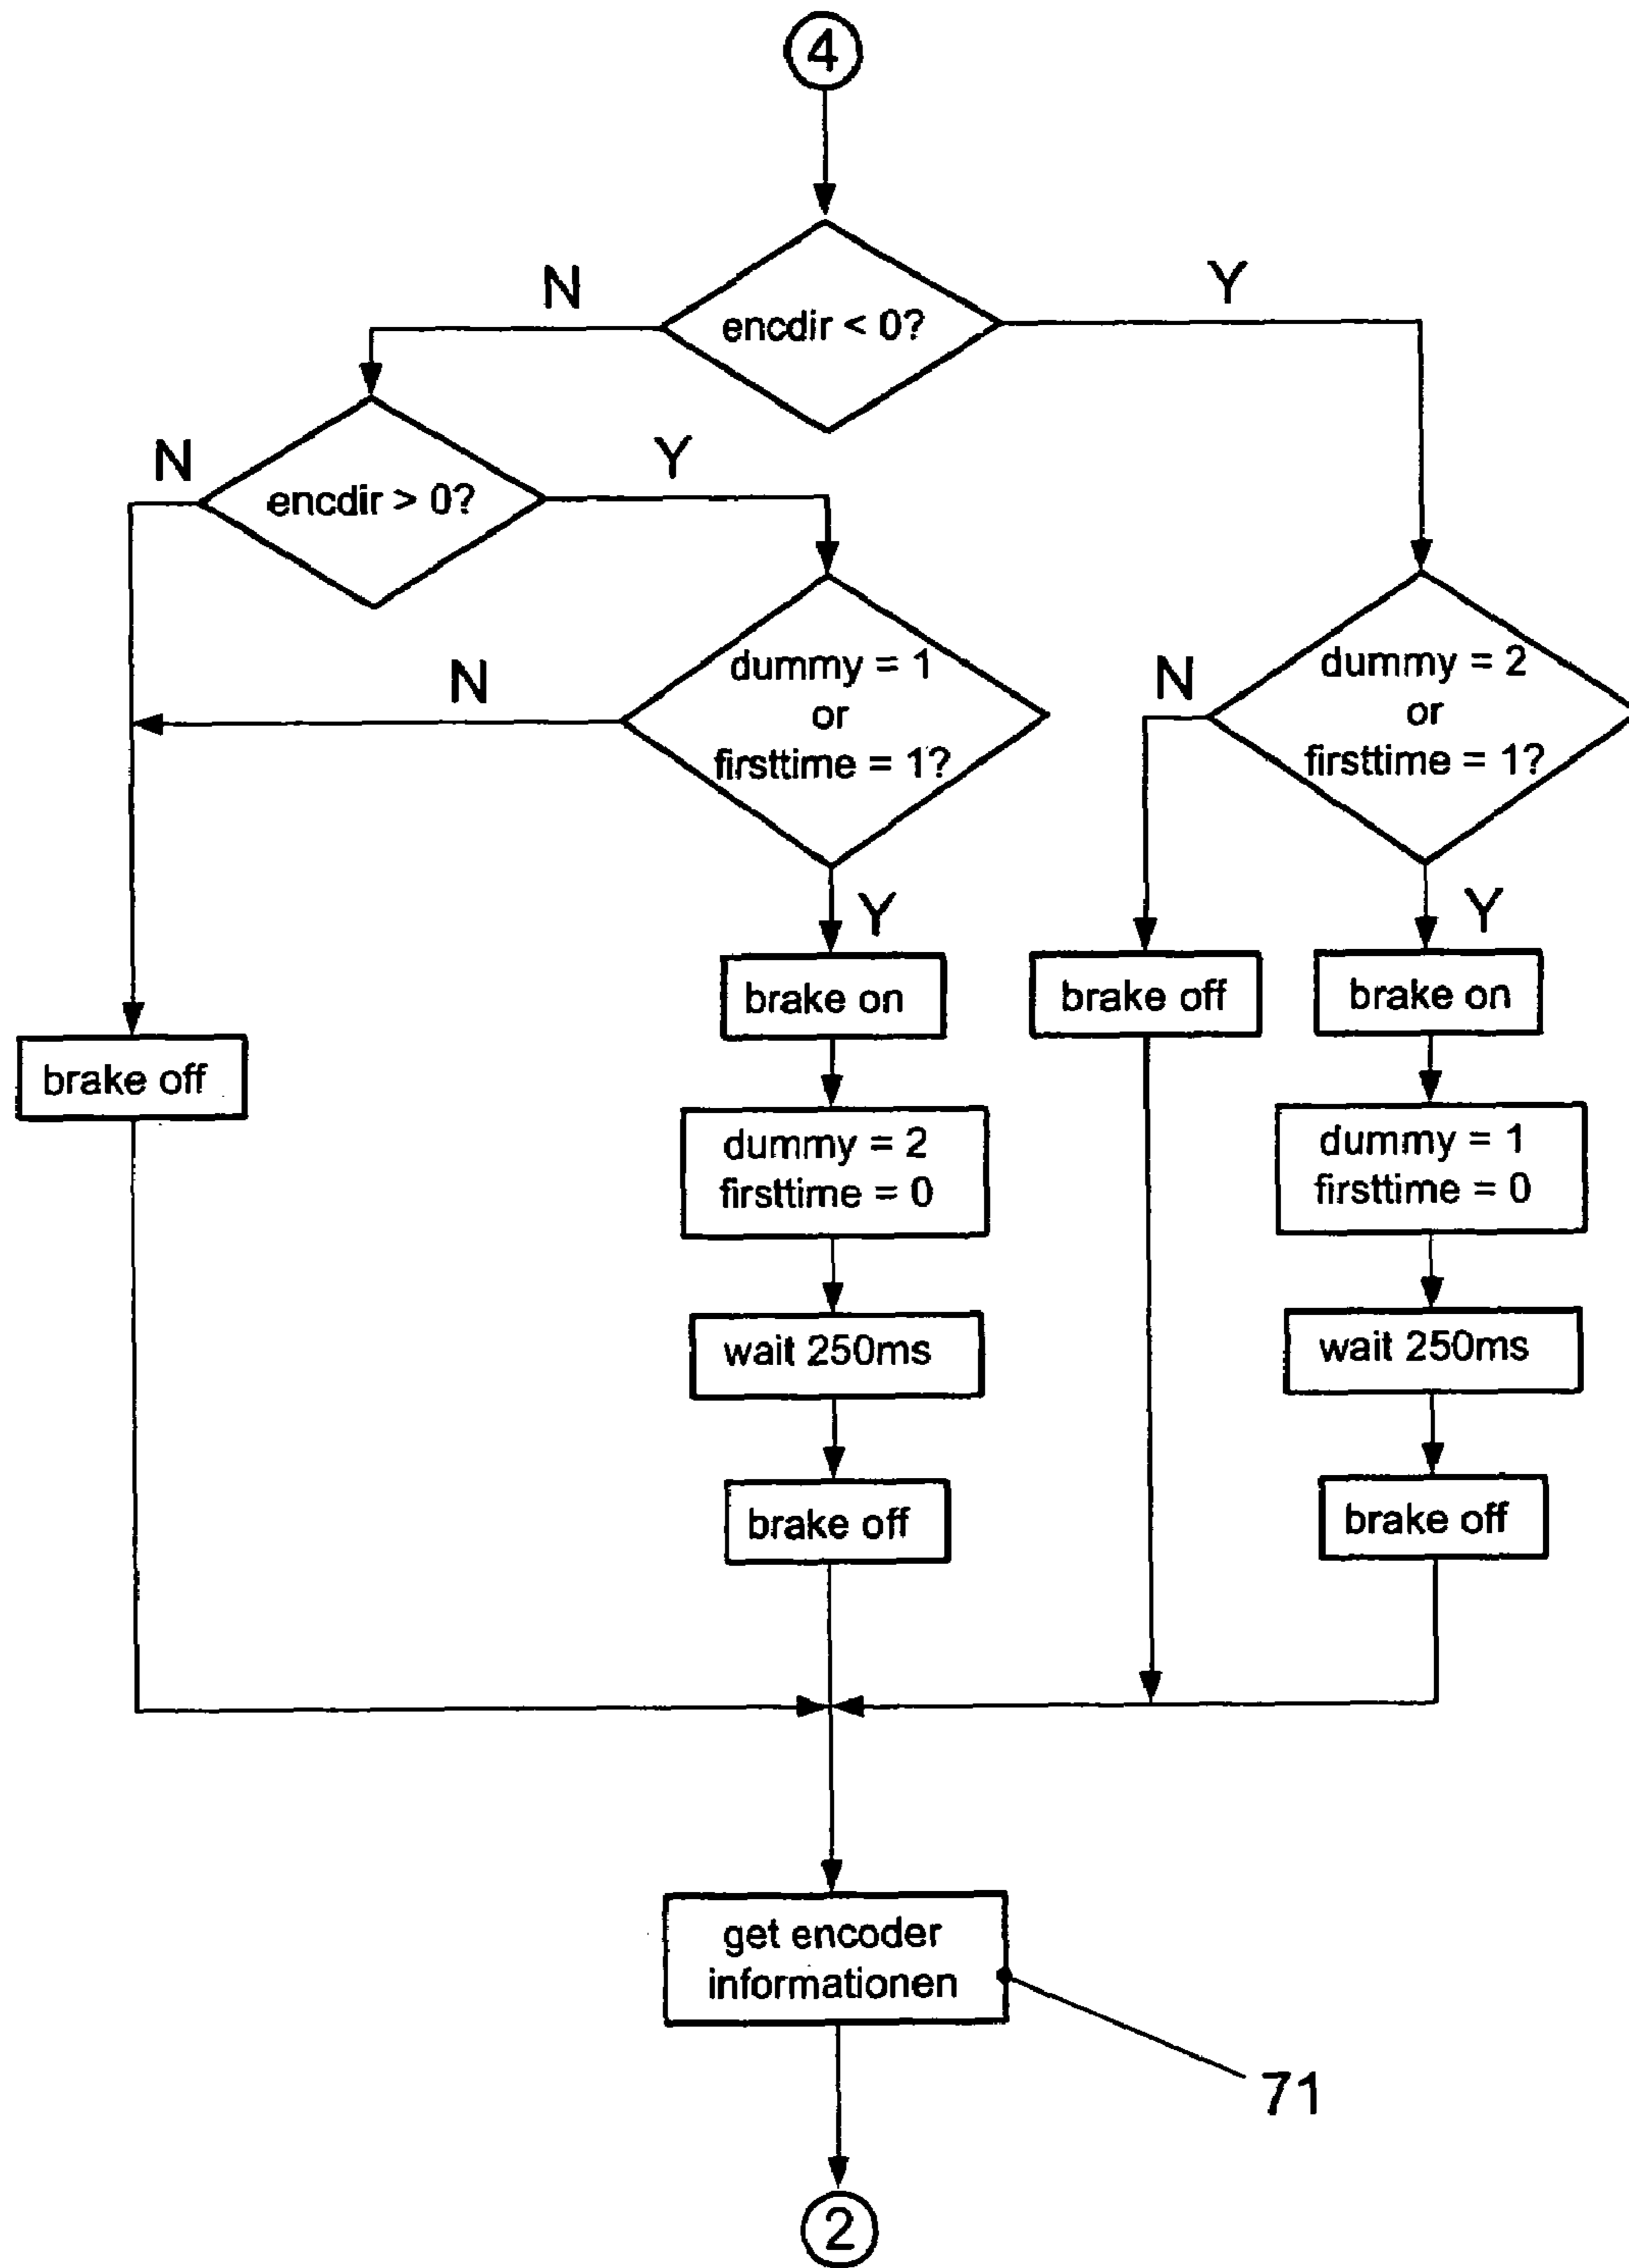 4
N
Y
encdir < 0?
N
Y
encdir > 0?
N
dummy = 1
or
firsttime = 1?
N
dummy = 2
or
firsttime = 1?
Y
Y
brake on
brake off
brake on
brake off
dummy = 2
firsttime = 0
dummy = 1
firsttime = 0
wait 250ms
wait 250ms
brake off
brake off
get encoder
informationen
71
2